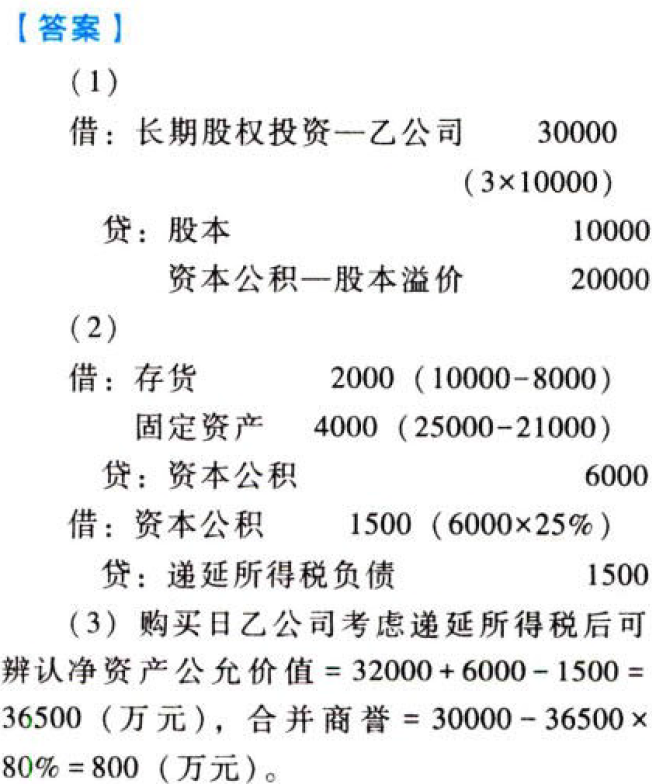 【答案】
(1)
借：长期股权投资—乙公司 30000
(3×10000)
贷：股本 10000
资本公积—股本溢价 20000
(2)
借：存货 2000 (10000-8000)
固定资产 4000 (25000-21000)
贷：资本公积 6000
借：资本公积 1500 (6000×25%)
贷：递延所得税负债 1500
(3) 购买日乙公司考虑递延所得税后可
辨认净资产公允价值=32000+6000-1500=
36500 (万元)，合并商誉=30000-36500×
80%=800 (万元)。